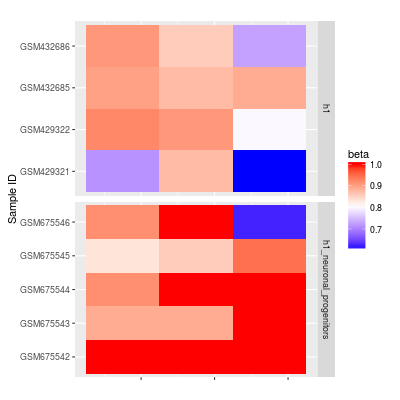 GSM432686
GSM432685
GSM429322
GSM429321
h1
GSM675546
GSM675545
GSM675544
GSM675543
GSM675542
h1_neuronal_progenitors
Sample ID
beta
1.0
0.9
0.8
0.7